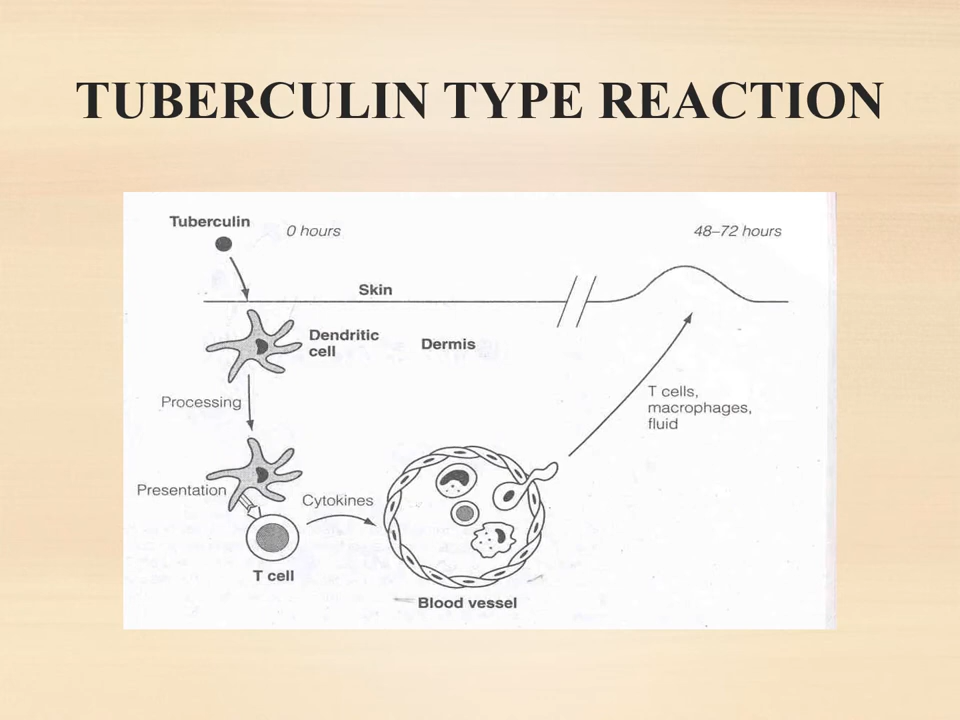 TUBERCULIN TYPE REACTION
Tuberculin
0 hours
48–72 hours
Skin
Dendritic
cell
Dermis
Processing
T cells,
macrophages,
fluid
Presentation
Cytokines
T cell
Blood vessel